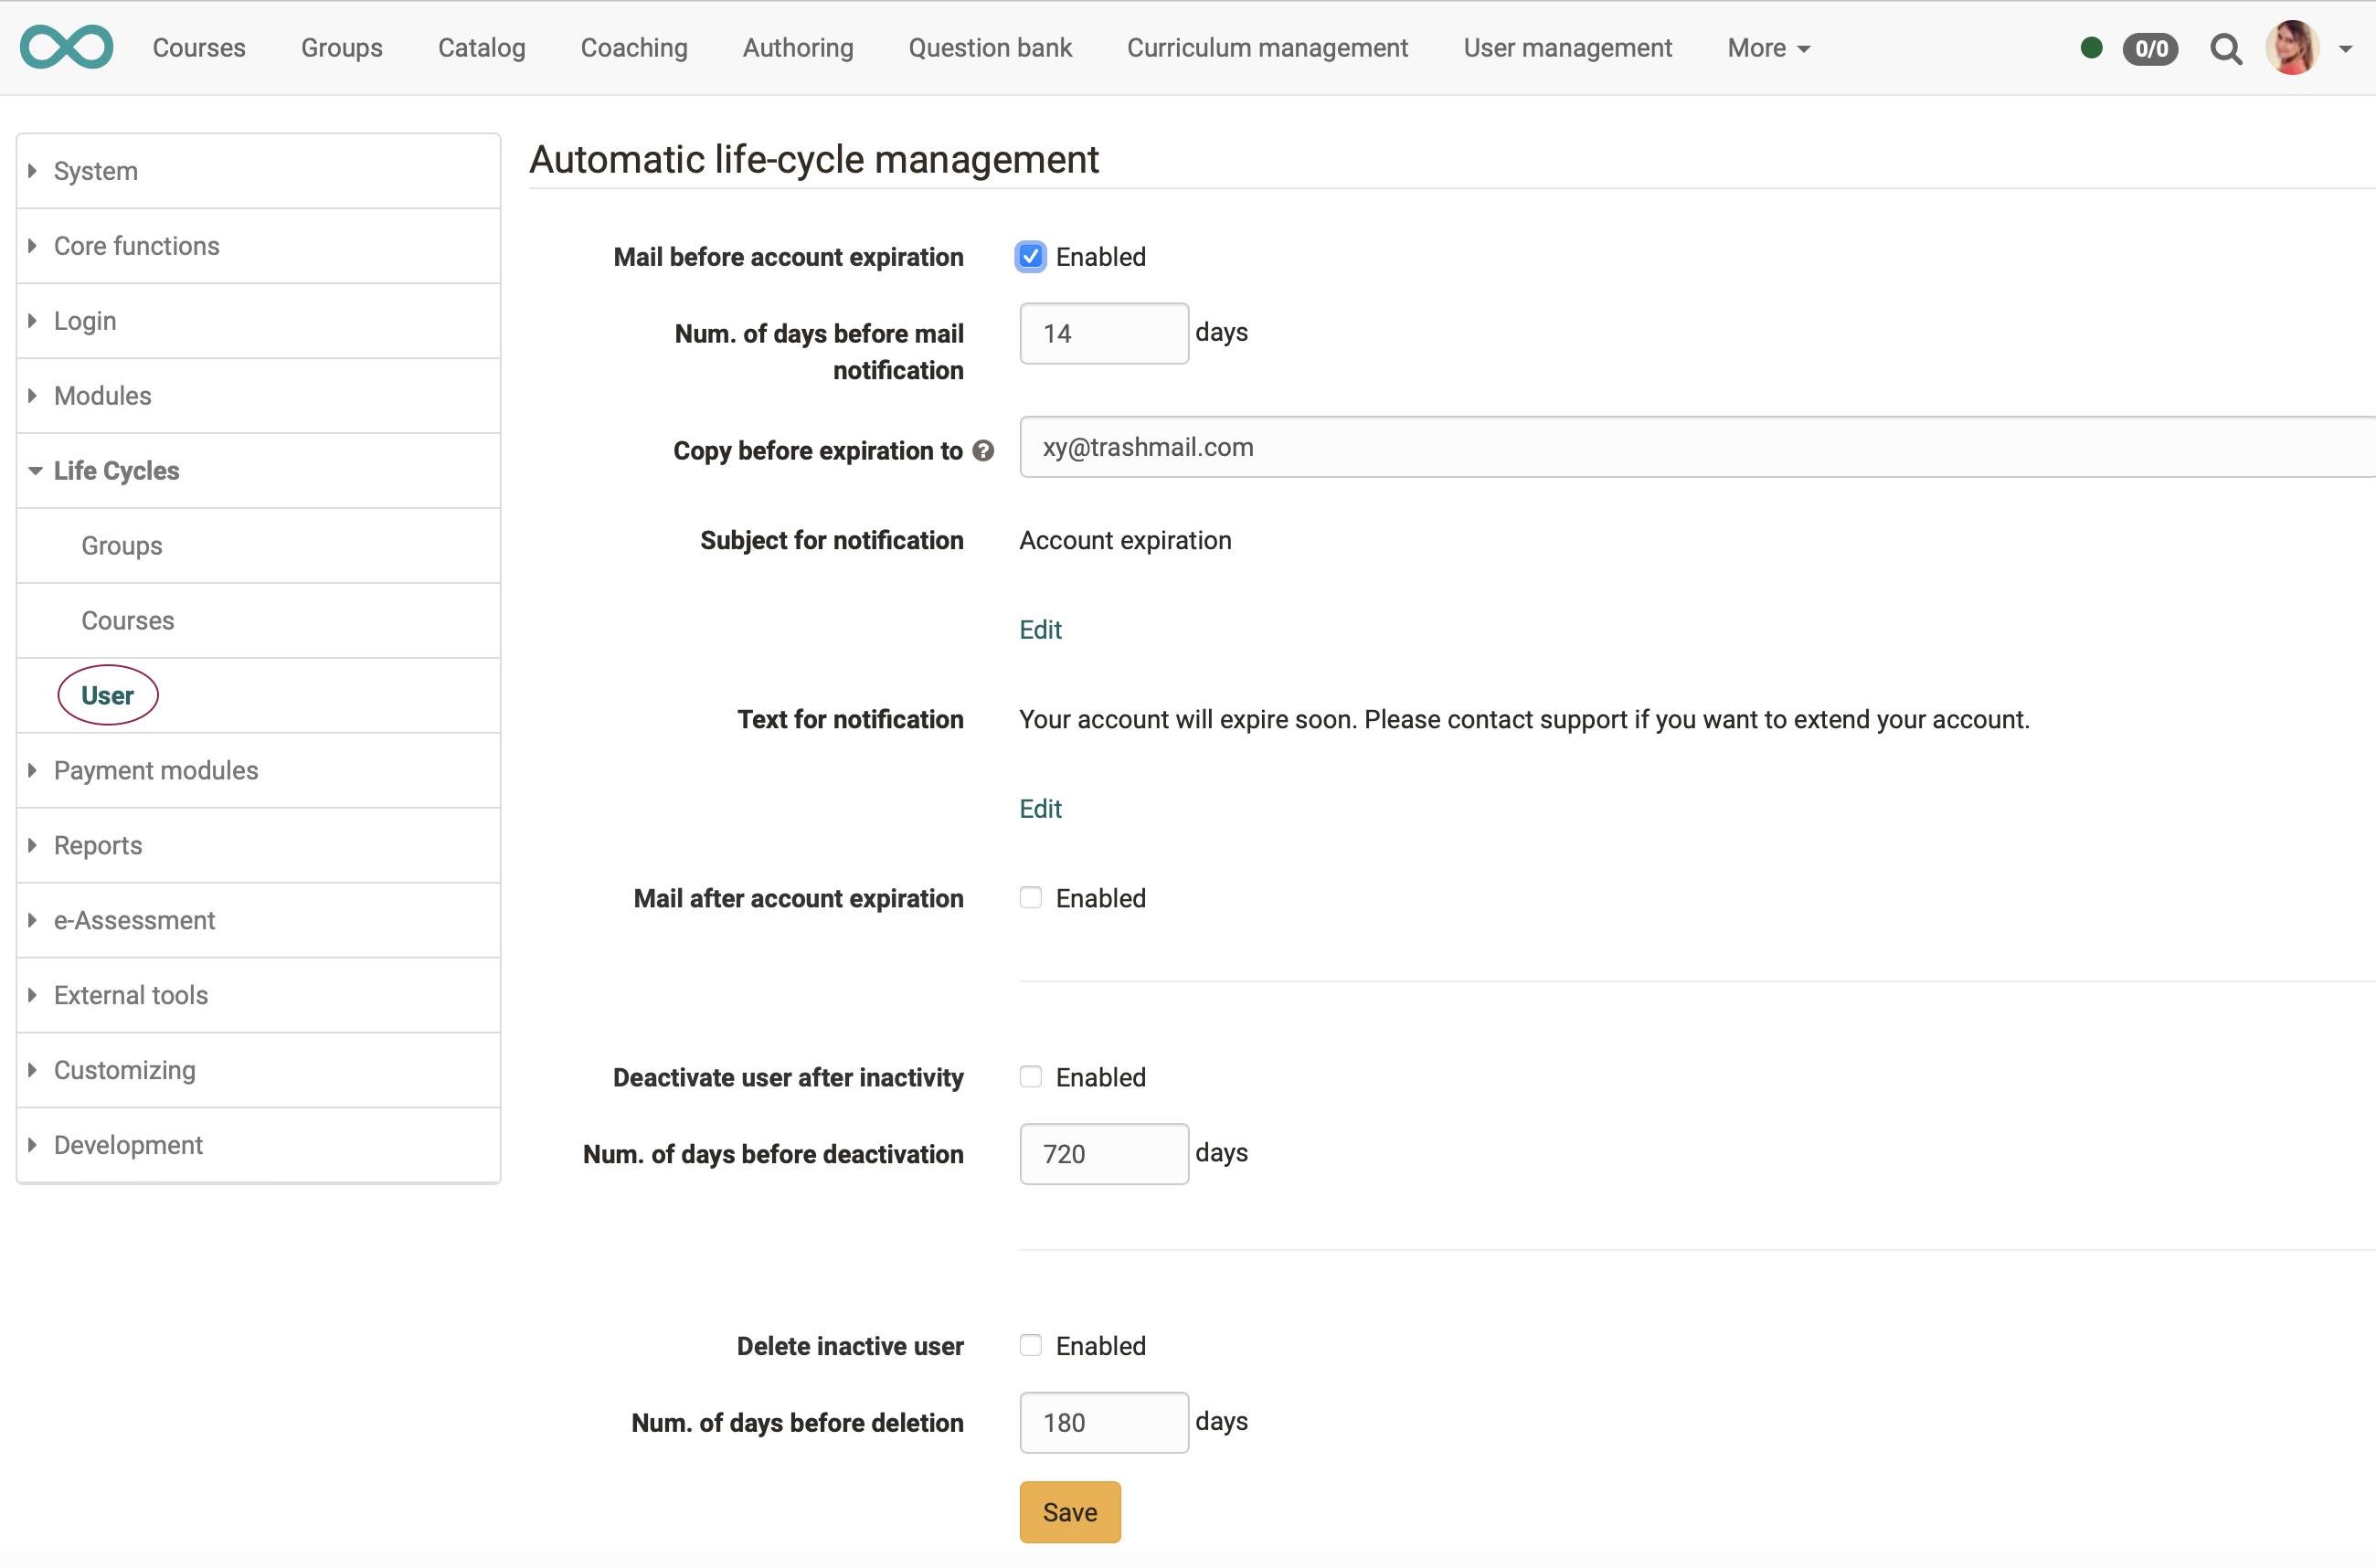 Courses Groups Catalog Coaching Authoring Question bank Curriculum management User management More 0/0
System
Core functions
Login
Modules
Life Cycles
Groups
Courses
User
Payment modules
Reports
e-Assessment
External tools
Customizing
Development
Automatic life-cycle management
Mail before account expiration Enabled
Num. of days before mail
notification 14 days
Copy before expiration to ? xy@trashmail.com
Subject for notification Account expiration
Edit
Text for notification Your account will expire soon. Please contact support if you want to extend your account.
Edit
Mail after account expiration Enabled
Deactivate user after inactivity Enabled
Num. of days before deactivation 720 days
Delete inactive user Enabled
Num. of days before deletion 180 days
Save